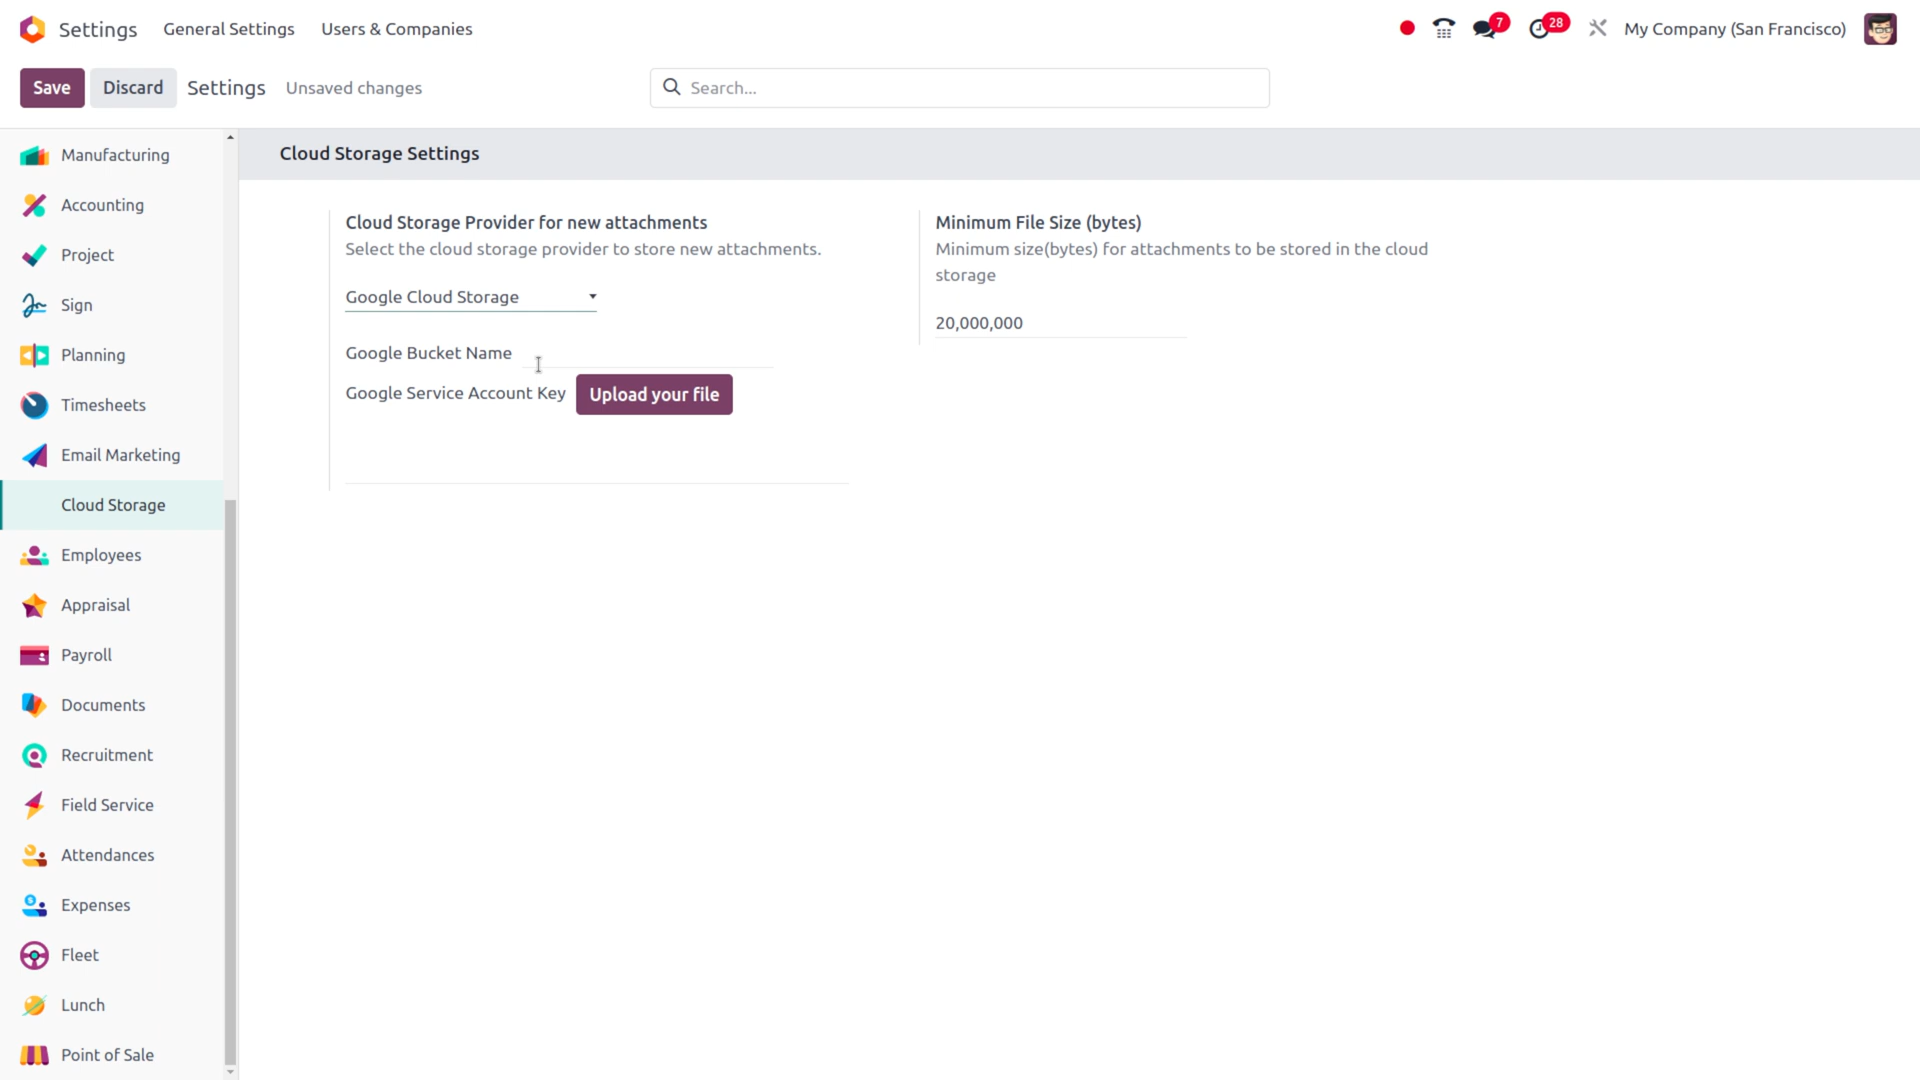 Settings General Settings Users & Companies 7 28 My Company (San Francisco)
Save Discard Settings Unsaved changes Search...
Manufacturing
Accounting
Project
Sign
Planning
Timesheets
Email Marketing
Cloud Storage
Employees
Appraisal
Payroll
Documents
Recruitment
Field Service
Attendances
Expenses
Fleet
Lunch
Point of Sale
Cloud Storage Settings
Cloud Storage Provider for new attachments
Select the cloud storage provider to store new attachments.
Google Cloud Storage
Google Bucket Name
Google Service Account Key Upload your file
Minimum File Size (bytes)
Minimum size(bytes) for attachments to be stored in the cloud
storage
20,000,000